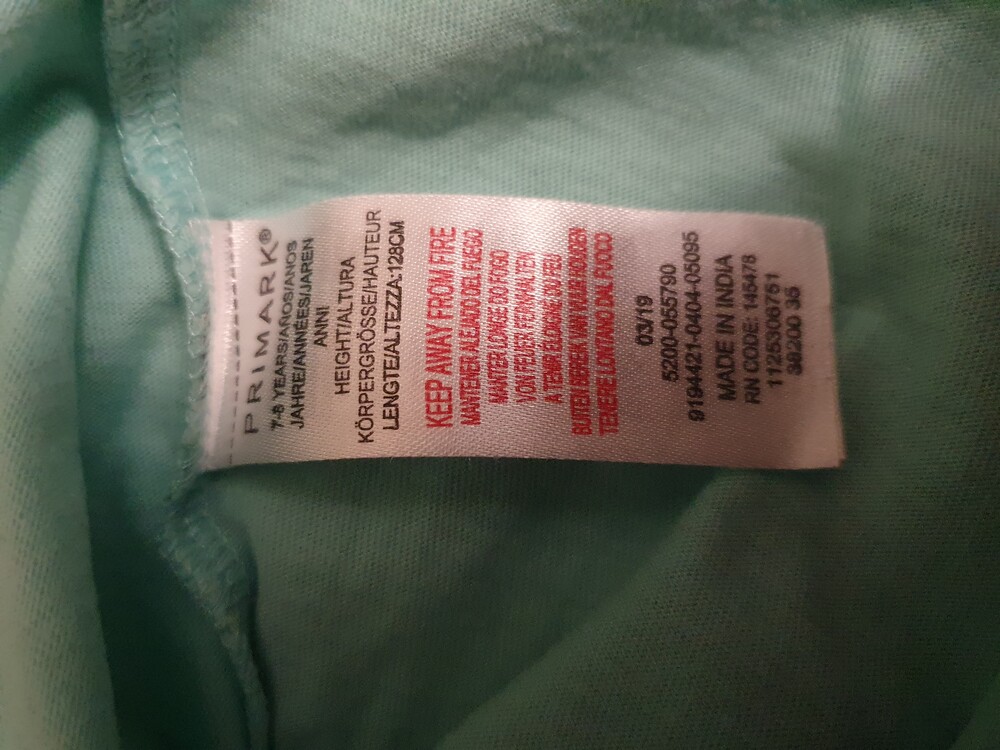 PRIMARK®
7-8 YEARS/AÑOS/ANOS
JAHRE/ANNÉES/JAREN
ANNI
HEIGHT/ALTURA
KÖRPERGRÖSSE/HAUTEUR
LENGTE/ALTEZZA:128CM
KEEP AWAY FROM FIRE
MANTENER ALEJADO DEL FUEGO
MANTER LONGE DO FOGO
VON FEUER FERNHALTEN
A TENIR ÉLOIGNÉ DU FEU
BUITEN BEREIK VAN VUUR HOUDEN
TENERE LONTANO DAL FUOCO
03/19
5200-055790
91944421-0404-05095
MADE IN INDIA
RN CODE: 145478
1125306751
38200 35